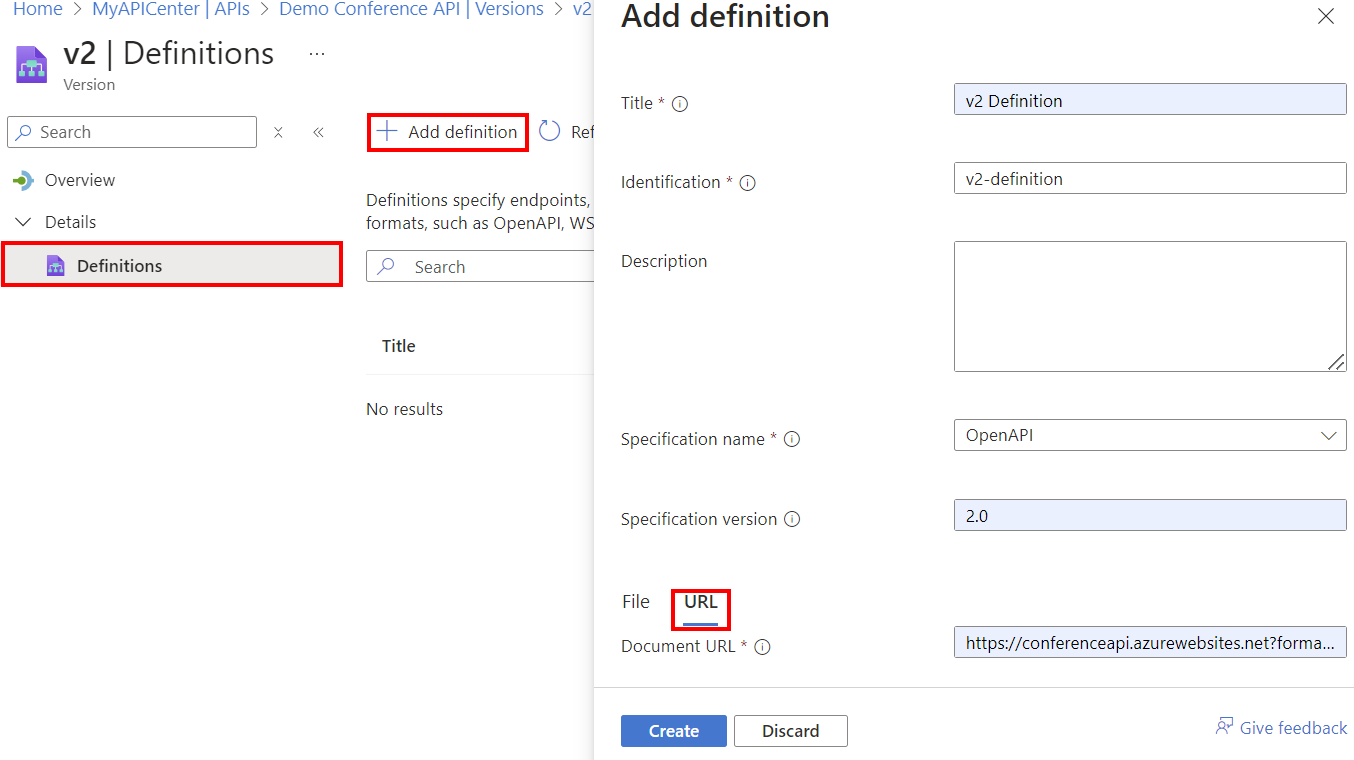 Home > MyAPICenter | APIs > Demo Conference API | Versions > v2
v2 | Definitions ...
Version
Search
Overview
Details
Definitions
Add definition Ref
Definitions specify endpoints,
formats, such as OpenAPI, WS
Search
Title
No results
Add definition
Title *
v2 Definition
Identification *
v2-definition
Description
Specification name *
OpenAPI
Specification version
2.0
File URL
Document URL *
https://conferenceapi.azurewebsites.net?forma...
Create Discard
Give feedback